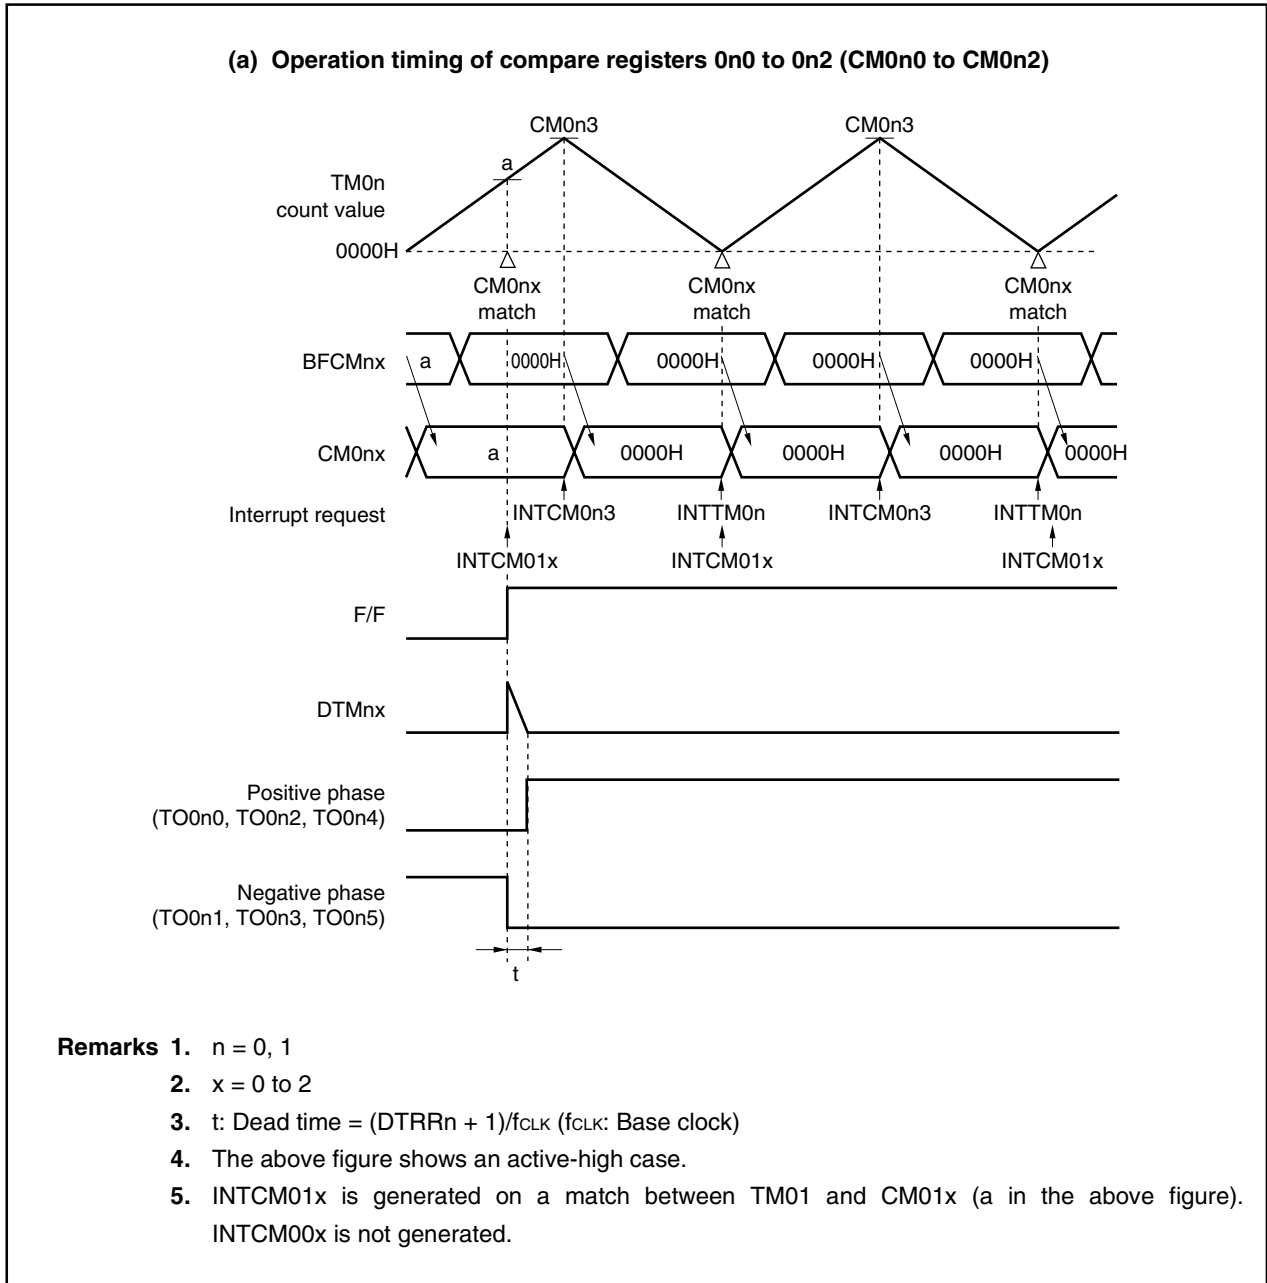 (a) Operation timing of compare registers 0n0 to 0n2 (CM0n0 to CM0n2)
CM0n3 CM0n3
a
TM0n
count value
0000H
CM0nx CM0nx CM0nx
match match match
BFCMnx a 0000H 0000H 0000H 0000H
CM0nx a 0000H 0000H 0000H 0000H
Interrupt request INTCM0n3 INTTM0n INTCM0n3 INTTM0n
INTCM01x INTCM01x INTCM01x
F/F
DTMnx
Positive phase
(TO0n0, TO0n2, TO0n4)
Negative phase
(TO0n1, TO0n3, TO0n5)
t
Remarks 1. n = 0, 1
2. x = 0 to 2
3. t: Dead time = (DTRRn + 1)/fCLK (fCLK: Base clock)
4. The above figure shows an active-high case.
5. INTCM01x is generated on a match between TM01 and CM01x (a in the above figure).
INTCM00x is not generated.